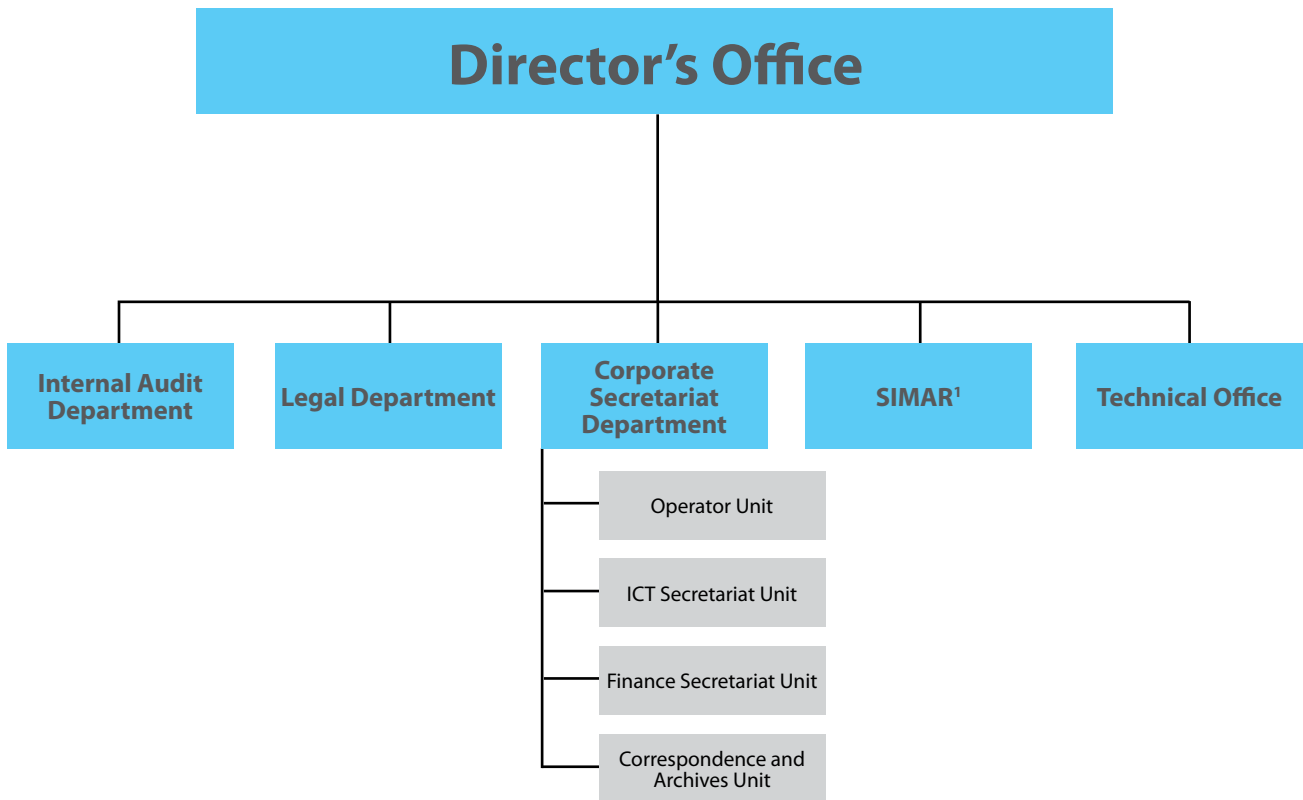 Director’s Office
Internal Audit
Department
Legal Department
Corporate
Secretariat
Department
SIMAR¹
Technical Office
Operator Unit
ICT Secretariat Unit
Finance Secretariat Unit
Correspondence and
Archives Unit